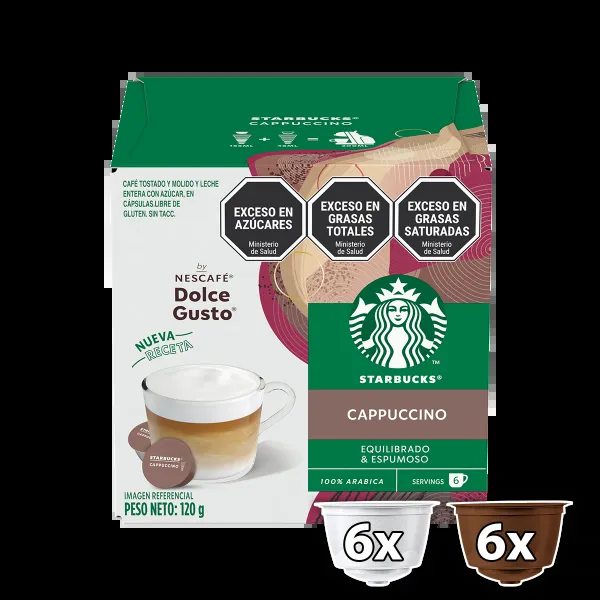 STARBUCKS®
CAPPUCCINO
+ =
CAFÉ TOSTADO Y MOLIDO Y LECHE
ENTERA CON AZÚCAR, EN
CÁPSULAS.LIBRE DE
GLUTEN. SIN TACC.
EXCESO EN
AZÚCARES
Ministerio
de Salud
EXCESO EN
GRASAS
TOTALES
Ministerio
de Salud
EXCESO EN
GRASAS
SATURADAS
Ministerio
de Salud
by
NESCAFÉ®
Dolce
Gusto®
NUEVA
RECETA
STARBUCKS®
CAPPUCCINO
TM
STARBUCKS®
CAPPUCCINO
EQUILIBRADO
& ESPUMOSO
100% ARABICA
SERVINGS 6
IMAGEN REFERENCIAL
PESO NETO: 120 g
6x
6x